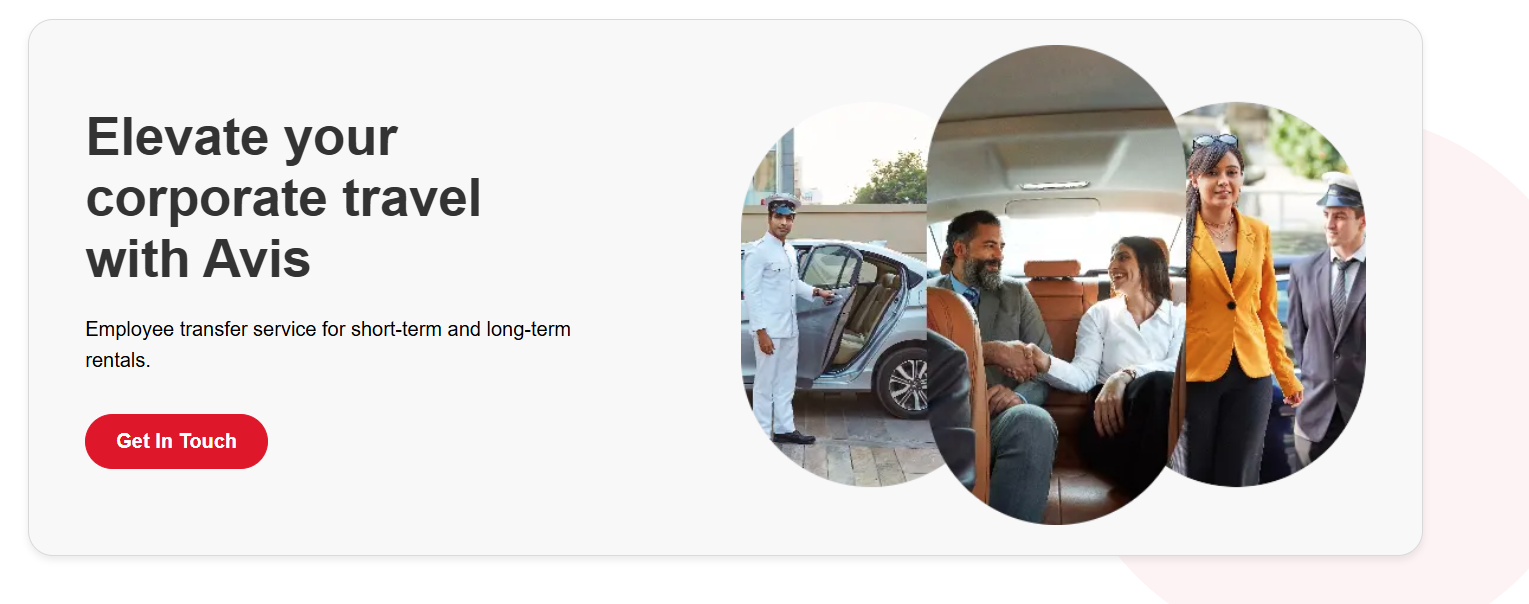 Elevate your
corporate travel
with Avis
Employee transfer service for short-term and long-term
rentals.
Get In Touch